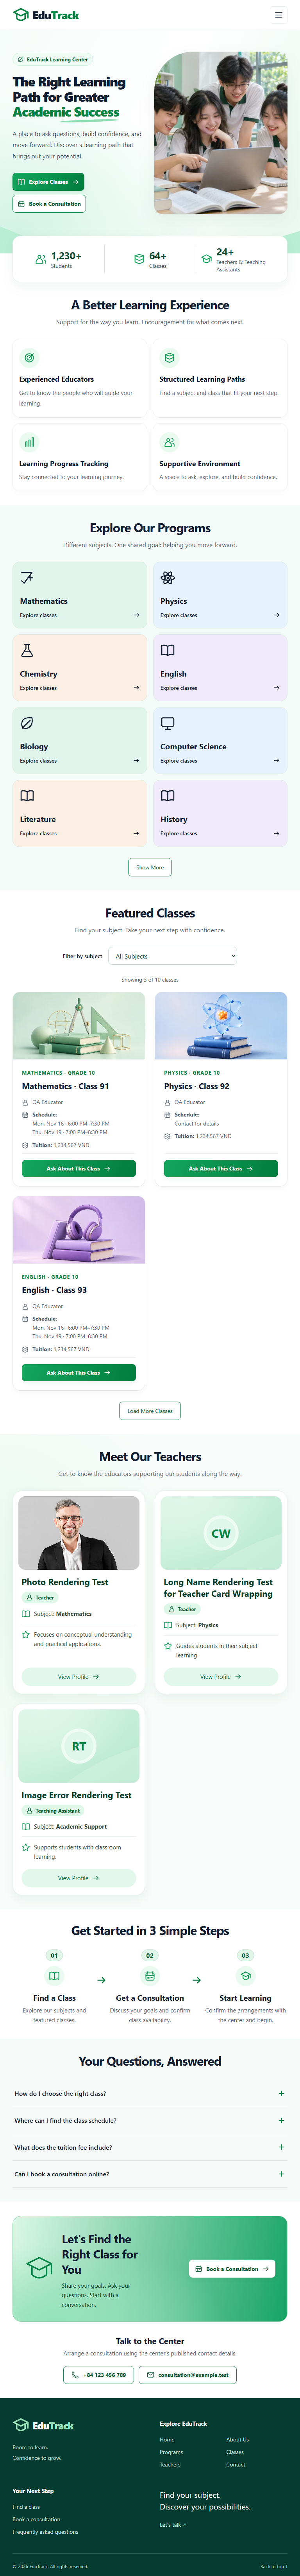 EduTrack
EduTrack Learning Center
The Right Learning
Path for Greater
Academic Success
A place to ask questions, build confidence, and
move forward. Discover a learning path that
brings out your potential.
Explore Classes →
Book a Consultation
1,230+
Students
64+
Classes
24+
Teachers & Teaching
Assistants
A Better Learning Experience
Support for the way you learn. Encouragement for what comes next.
Experienced Educators
Get to know the people who will guide your
learning.
Structured Learning Paths
Find a subject and class that fit your next step.
Learning Progress Tracking
Stay connected to your learning journey.
Supportive Environment
A space to ask, explore, and build confidence.
Explore Our Programs
Different subjects. One shared goal: helping you move forward.
Mathematics
Explore classes →
Physics
Explore classes →
Chemistry
Explore classes →
English
Explore classes →
Biology
Explore classes →
Computer Science
Explore classes →
Literature
Explore classes →
History
Explore classes →
Show More
Featured Classes
Find your subject. Take your next step with confidence.
Filter by subject
All Subjects
Showing 3 of 10 classes
MATHEMATICS · GRADE 10
Mathematics · Class 91
QA Educator
Schedule:
Mon, Nov 16 · 6:00 PM–7:30 PM
Thu, Nov 19 · 7:00 PM–8:30 PM
Tuition: 1,234,567 VND
Ask About This Class →
PHYSICS · GRADE 10
Physics · Class 92
QA Educator
Schedule:
Contact for details
Tuition: 1,234,567 VND
Ask About This Class →
ENGLISH · GRADE 10
English · Class 93
QA Educator
Schedule:
Mon, Nov 16 · 6:00 PM–7:30 PM
Thu, Nov 19 · 7:00 PM–8:30 PM
Tuition: 1,234,567 VND
Ask About This Class →
Load More Classes
Meet Our Teachers
Get to know the educators supporting our students along the way.
Photo Rendering Test
Teacher
Subject: Mathematics
Focuses on conceptual understanding
and practical applications.
View Profile →
CW
Long Name Rendering Test
for Teacher Card Wrapping
Teacher
Subject: Physics
Guides students in their subject
learning.
View Profile →
RT
Image Error Rendering Test
Teaching Assistant
Subject: Academic Support
Supports students with classroom
learning.
View Profile →
Get Started in 3 Simple Steps
01
Find a Class
Explore our subjects and
featured classes.
02
Get a Consultation
Discuss your goals and confirm
class availability.
03
Start Learning
Confirm the arrangements with
the center and begin.
Your Questions, Answered
How do I choose the right class? +
Where can I find the class schedule? +
What does the tuition fee include? +
Can I book a consultation online? +
Let's Find the
Right Class for
You
Share your goals. Ask your
questions. Start with a
conversation.
Book a Consultation →
Talk to the Center
Arrange a consultation using the center's published contact details.
+84 123 456 789
consultation@example.test
EduTrack
Room to learn.
Confidence to grow.
Explore EduTrack
Home
About Us
Programs
Classes
Teachers
Contact
Your Next Step
Find a class
Book a consultation
Frequently asked questions
Find your subject.
Discover your possibilities.
Let's talk ↗
© 2026 EduTrack. All rights reserved.
Back to top ↑